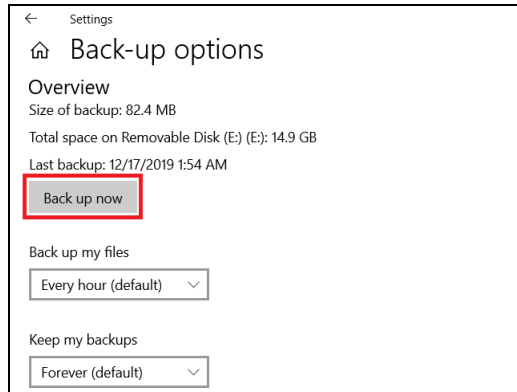 Settings
Back-up options
Overview
Size of backup: 82.4 MB
Total space on Removable Disk (E:) (E:): 14.9 GB
Last backup: 12/17/2019 1:54 AM
Back up now
Back up my files
Every hour (default)
Keep my backups
Forever (default)